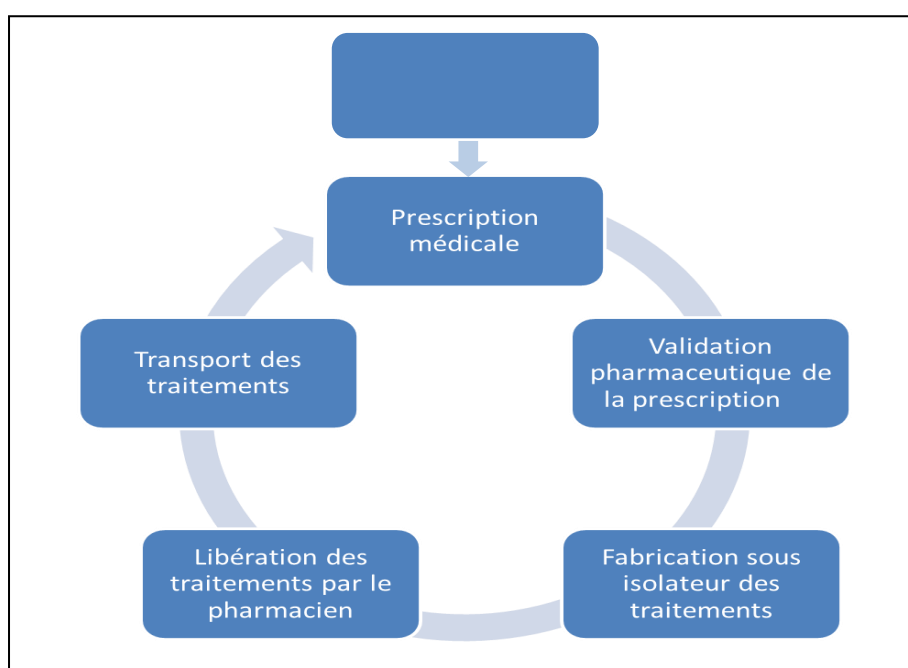 Prescription
médicale
Validation
pharmaceutique de
la prescription
Fabrication sous
isolateur des
traitements
Libération des
traitements par le
pharmacien
Transport des
traitements